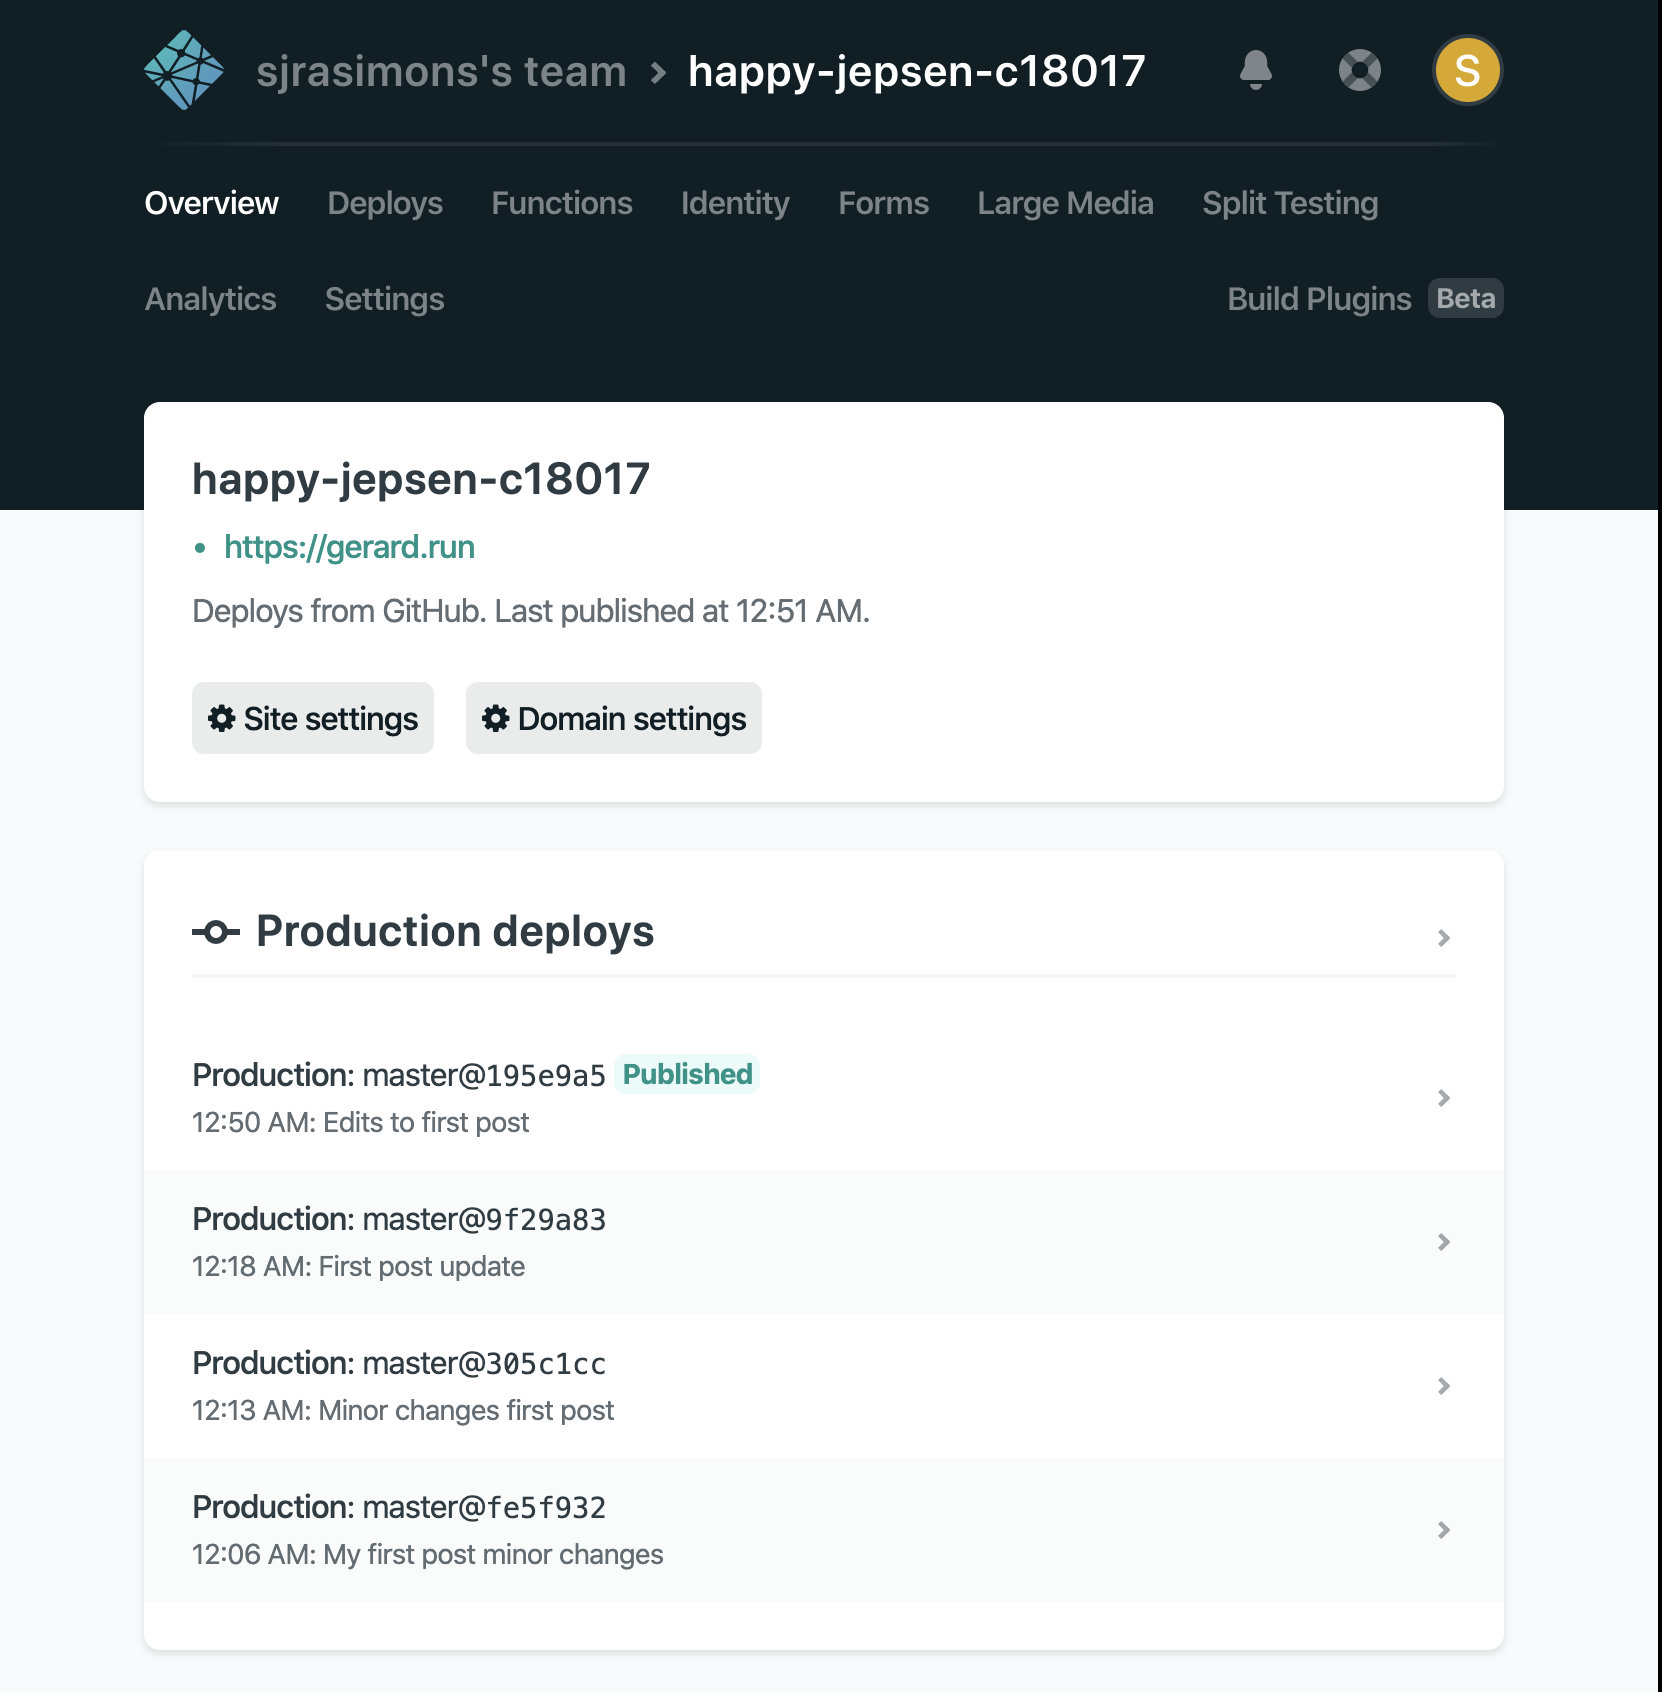 sjrasimons's team > happy-jepsen-c18017
S
Overview Deploys Functions Identity Forms Large Media Split Testing
Analytics Settings Build Plugins Beta
happy-jepsen-c18017
• https://gerard.run
Deploys from GitHub. Last published at 12:51 AM.
Site settings Domain settings
Production deploys
Production: master@195e9a5 Published
12:50 AM: Edits to first post
Production: master@9f29a83
12:18 AM: First post update
Production: master@305c1cc
12:13 AM: Minor changes first post
Production: master@fe5f932
12:06 AM: My first post minor changes